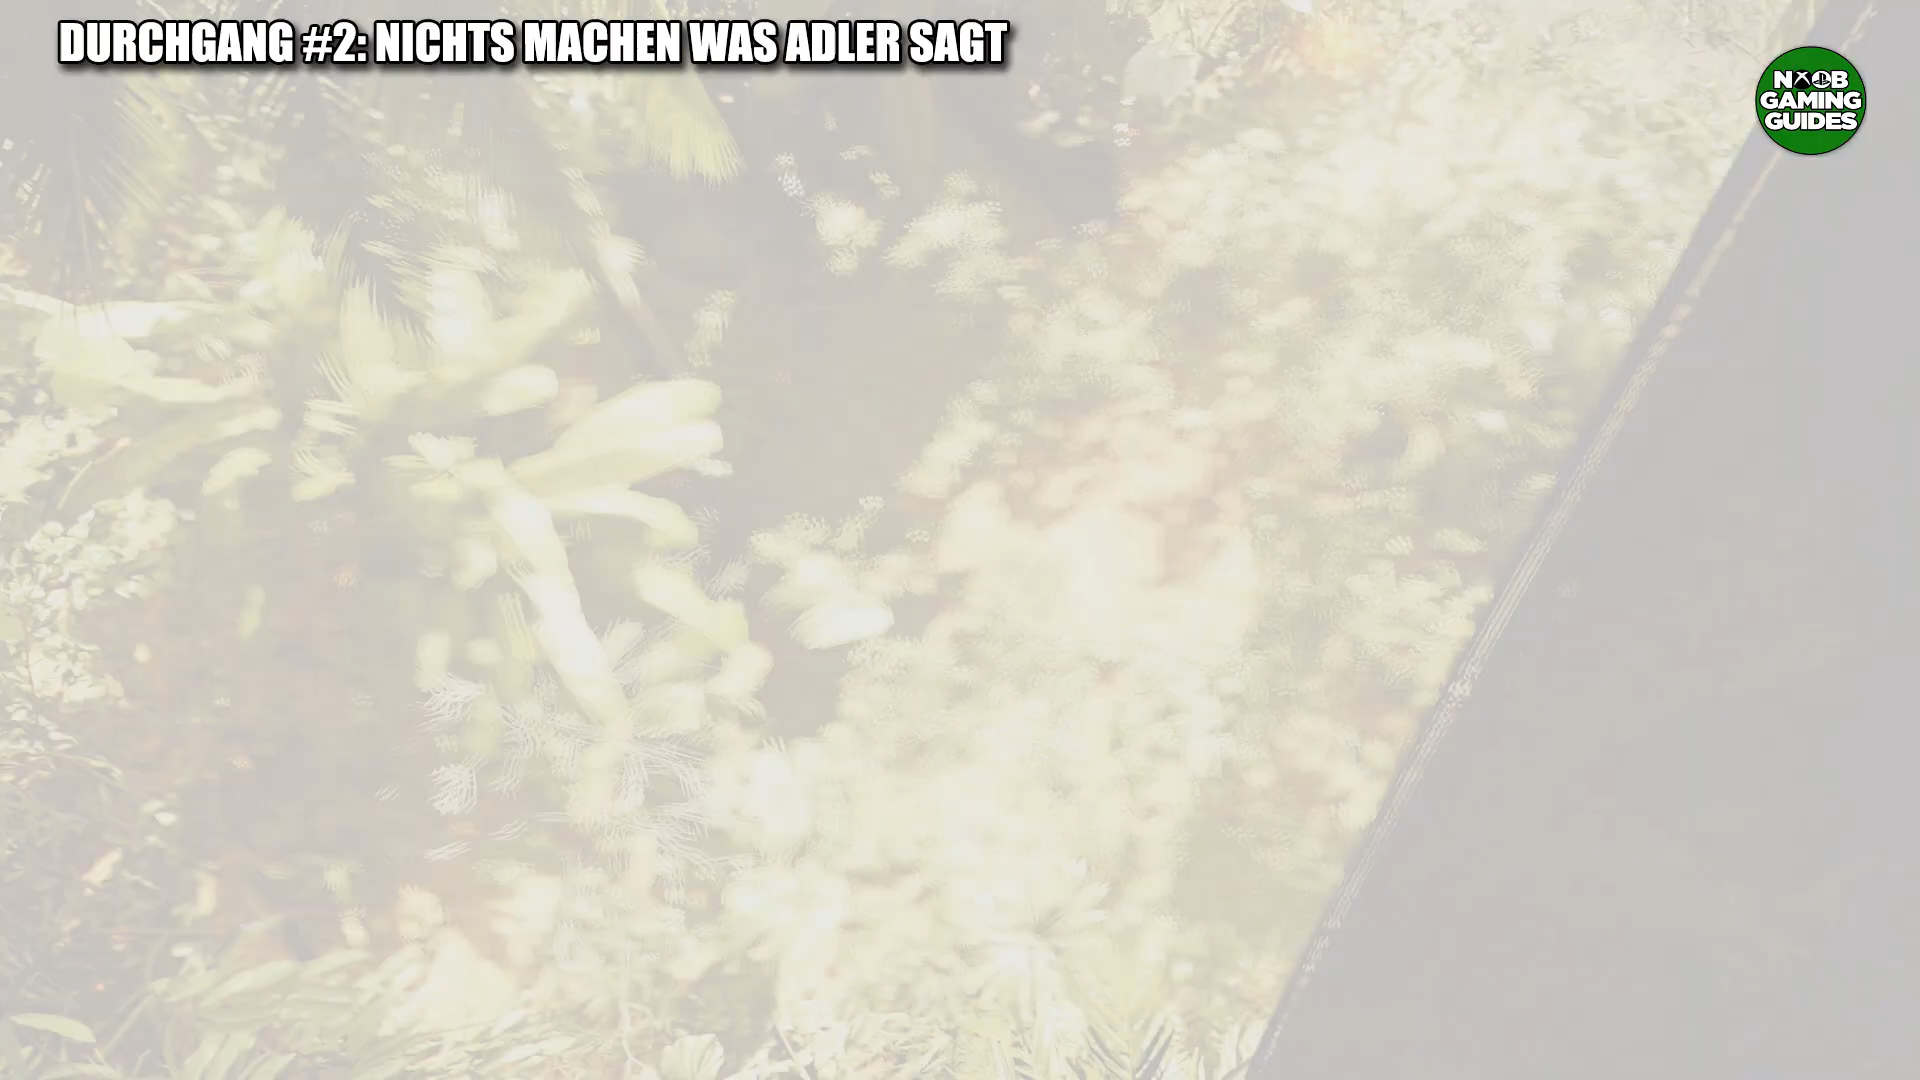 DURCHGANG #2: NICHTS MACHEN WAS ADLER SAGT
NOOB
GAMING
GUIDES